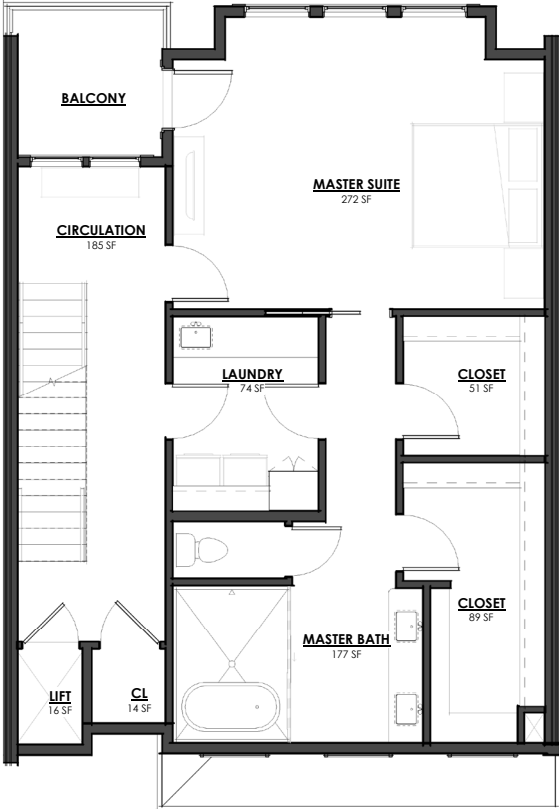 BALCONY
MASTER SUITE
272 SF
CIRCULATION
185 SF
LAUNDRY
74 SF
CLOSET
51 SF
CLOSET
89 SF
MASTER BATH
177 SF
LIFT
16 SF
CL
14 SF